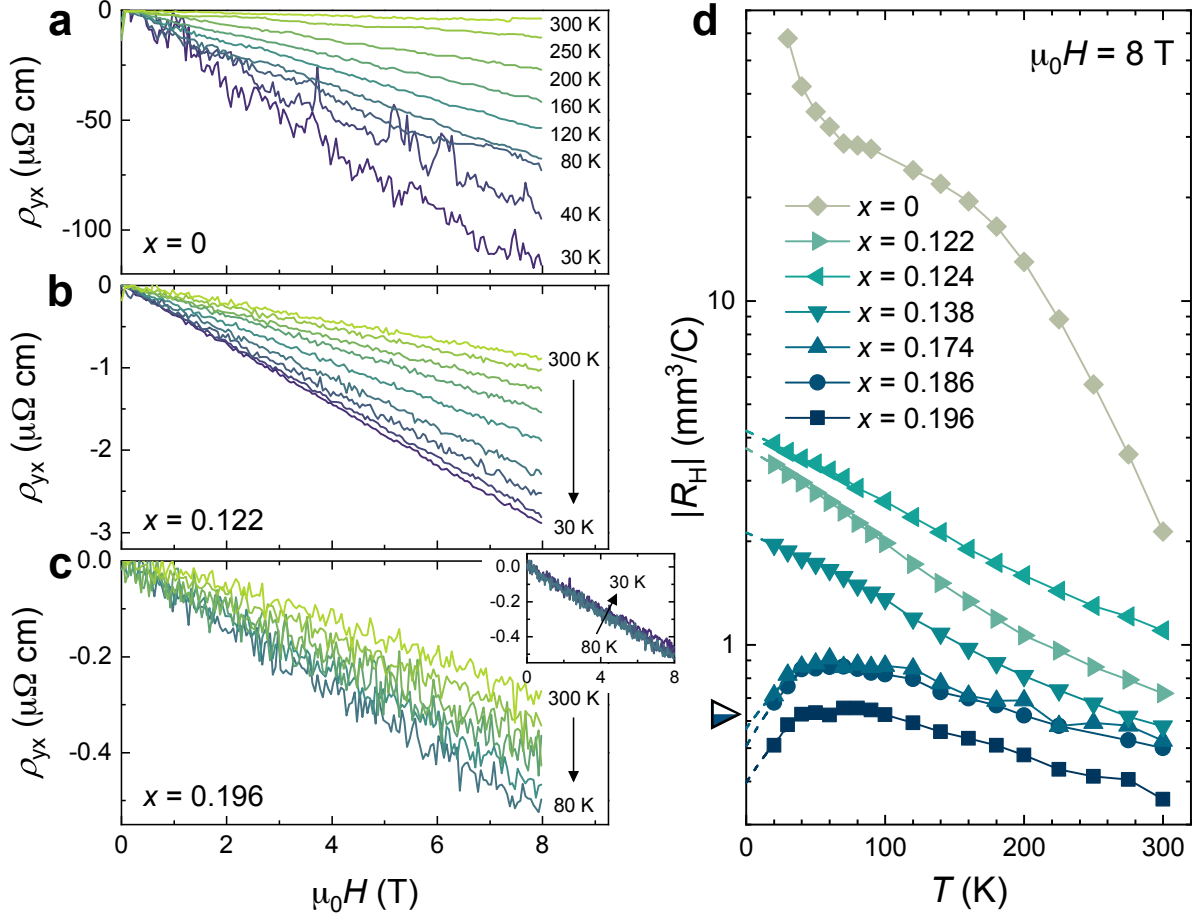 a
0
-50
-100
ρyx (μΩ cm)
300 K
250 K
200 K
160 K
120 K
80 K
40 K
30 K
x = 0
b
0
-1
-2
-3
ρyx (μΩ cm)
300 K
30 K
x = 0.122
c
0.0
-0.2
-0.4
ρyx (μΩ cm)
300 K
80 K
x = 0.196
0.0
-0.2
-0.4
30 K
80 K
0 4 8
0 2 4 6 8
μ0H (T)
d
μ0H = 8 T
x = 0
x = 0.122
x = 0.124
x = 0.138
x = 0.174
x = 0.186
x = 0.196
10
1
|RH| (mm³/C)
0 100 200 300
T (K)